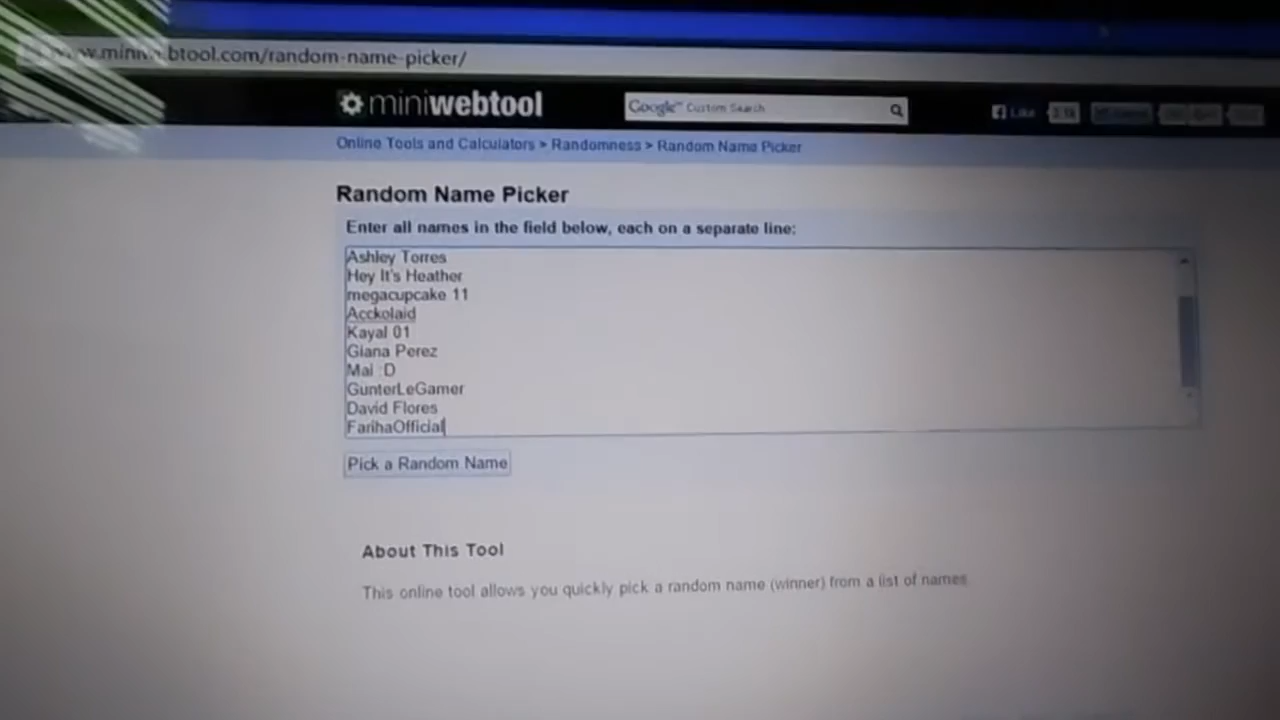 btool.com/random-name-picker/
miniwebtool
Google™ Custom Search
Like
Online Tools and Calculators > Randomness > Random Name Picker
Random Name Picker
Enter all names in the field below, each on a separate line:
Ashley Torres
Hey It's Heather
megacupcake 11
Acckolaid
Kayal 01
Giana Perez
Mai :D
GunterLeGamer
David Flores
FarihaOfficial
Pick a Random Name
About This Tool
This online tool allows you quickly pick a random name (winner) from a list of names